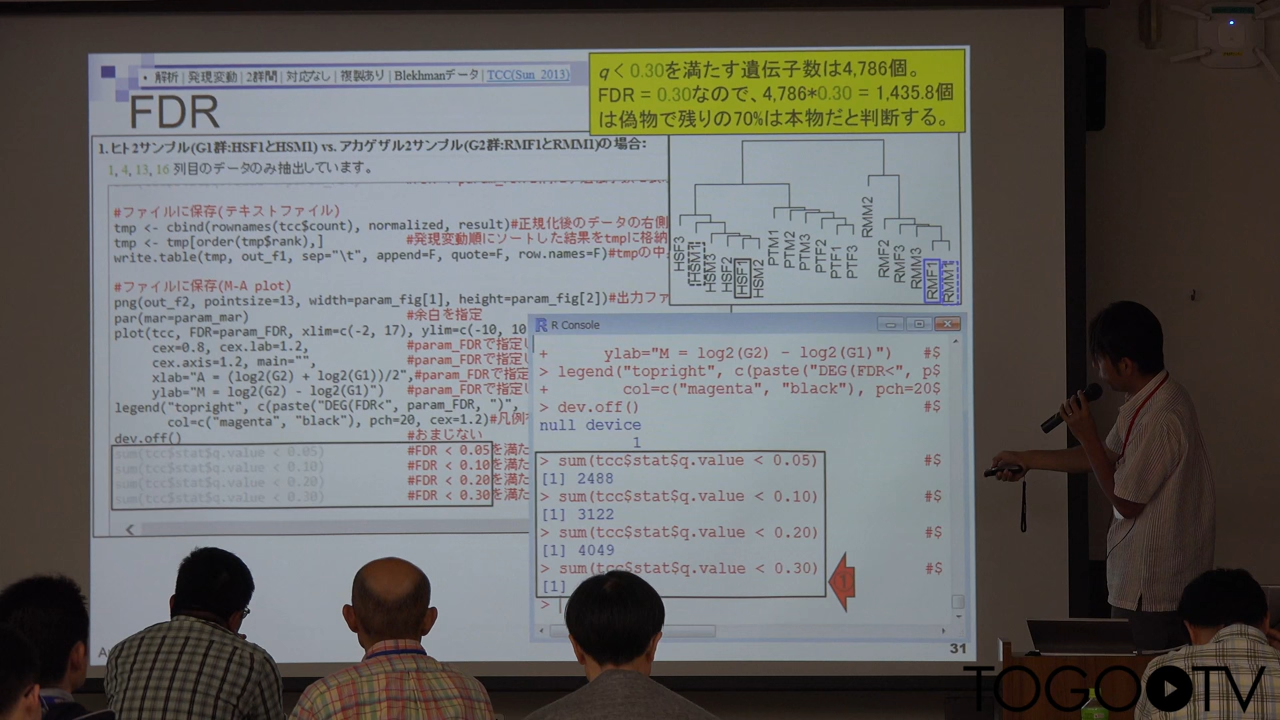 • 解析 | 発現変動 | 2群間 | 対応なし | 複製あり | Blekhmanデータ | TCC(Sun_2013)
FDR
q < 0.30を満たす遺伝子数は4,786個。
FDR = 0.30なので、4,786*0.30 = 1,435.8個
は偽物で残りの70%は本物だと判断する。
1. ヒト2サンプル(G1群:HSF1とHSM1) vs. アカゲザル2サンプル(G2群:RMF1とRMM1)の場合:
1, 4, 13, 16 列目のデータのみ抽出しています。
#ファイルに保存(テキストファイル)
tmp <- cbind(rownames(tcc$count), normalized, result)#正規化後のデータの右側
tmp <- tmp[order(tmp$rank),] #発現変動順にソートした結果をtmpに格納
write.table(tmp, out_f1, sep="\t", append=F, quote=F, row.names=F)#tmpの中
#ファイルに保存(M-A plot)
png(out_f2, pointsize=13, width=param_fig[1], height=param_fig[2])#出力ファ
par(mar=param_mar) #余白を指定
plot(tcc, FDR=param_FDR, xlim=c(-2, 17), ylim=c(-10, 10
cex=0.8, cex.lab=1.2, #param_FDRで指定し
cex.axis=1.2, main="", #param_FDRで指定し
xlab="A = (log2(G2) + log2(G1))/2",#param_FDRで指定
ylab="M = log2(G2) - log2(G1)") #param_FDRで指定し
legend("topright", c(paste("DEG(FDR<", param_FDR, ")",
col=c("magenta", "black"), pch=20, cex=1.2)#凡例
dev.off() #おまじない
sum(tcc$stat$q.value < 0.05) #FDR < 0.05を満た
sum(tcc$stat$q.value < 0.10) #FDR < 0.10を満た
sum(tcc$stat$q.value < 0.20) #FDR < 0.20を満た
sum(tcc$stat$q.value < 0.30) #FDR < 0.30を満た
HSF3
HSM1
HSM3
HSF2
HSF1
HSM2
PTM1
PTM2
PTM3
PTF2
PTF1
PTF3
RMM2
RMF2
RMF3
RMM3
RMF1
RMM1
R Console
+ ylab="M = log2(G2) - log2(G1)") #$
> legend("topright", c(paste("DEG(FDR<", p$
+ col=c("magenta", "black"), pch=20$
> dev.off() #$
null device
1
> sum(tcc$stat$q.value < 0.05) #$
[1] 2488
> sum(tcc$stat$q.value < 0.10) #$
[1] 3122
> sum(tcc$stat$q.value < 0.20) #$
[1] 4049
> sum(tcc$stat$q.value < 0.30) #$
[1]
>
1
31
TOGO TV